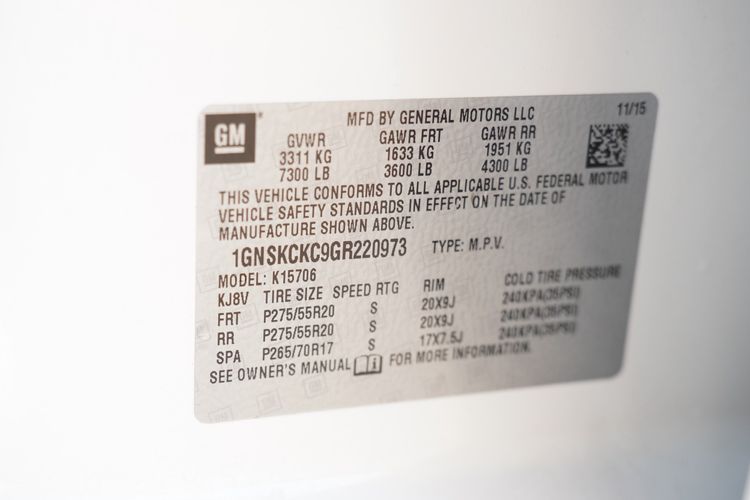 GM
MFD BY GENERAL MOTORS LLC 11/15
GVWR GAWR FRT GAWR RR
3311 KG 1633 KG 1951 KG
7300 LB 3600 LB 4300 LB
THIS VEHICLE CONFORMS TO ALL APPLICABLE U.S. FEDERAL MOTOR
VEHICLE SAFETY STANDARDS IN EFFECT ON THE DATE OF
MANUFACTURE SHOWN ABOVE.
1GNSKCKC9GR220973 TYPE: M.P.V.
MODEL: K15706
KJ8V TIRE SIZE SPEED RTG RIM COLD TIRE PRESSURE
FRT P275/55R20 S 20X9J 240KPA(35PSI)
RR P275/55R20 S 20X9J 240KPA(35PSI)
SPA P265/70R17 S 17X7.5J 240KPA(35PSI)
SEE OWNER'S MANUAL i FOR MORE INFORMATION.